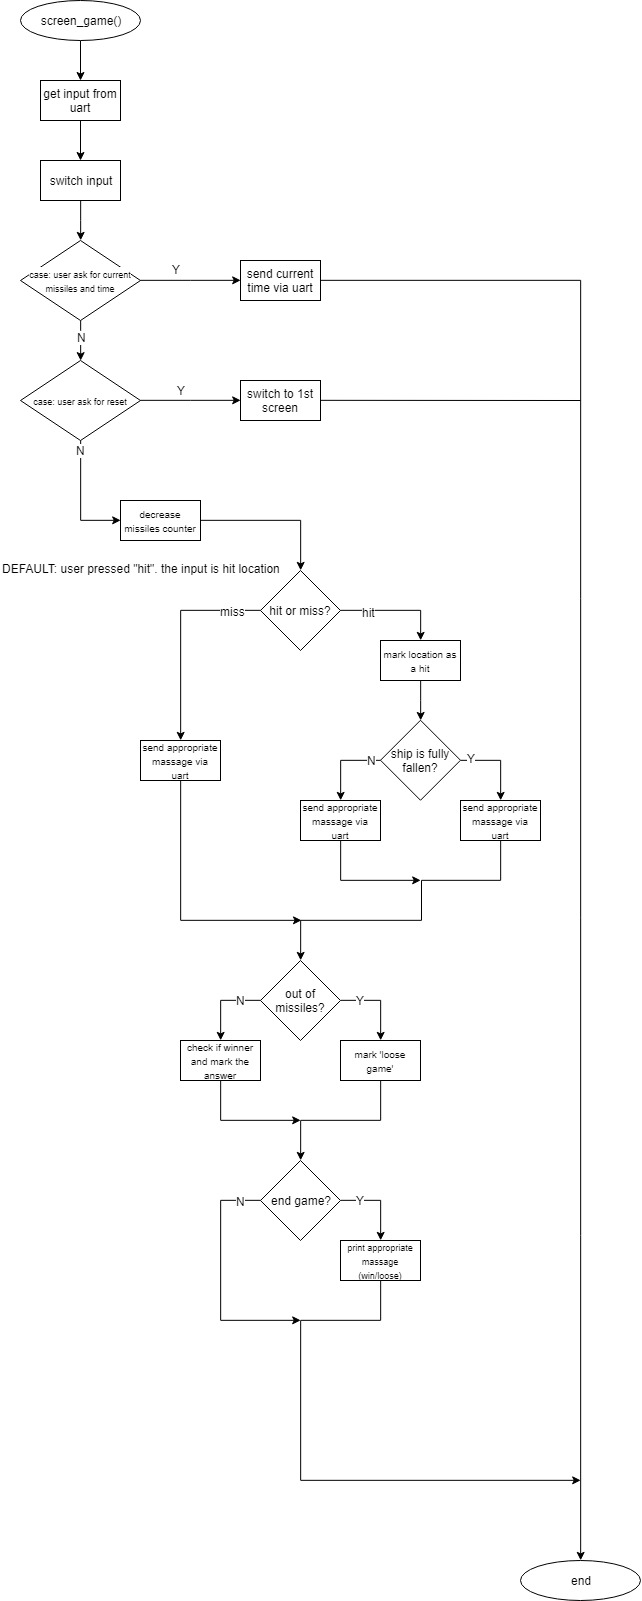 screen_game()
get input from
uart
switch input
case: user ask for current
missiles and time
Y
send current
time via uart
N
case: user ask for reset
Y
switch to 1st
screen
N
decrease
missiles counter
DEFAULT: user pressed "hit". the input is hit location
hit or miss?
miss
hit
mark location as
a hit
ship is fully
fallen?
N
Y
send appropriate
massage via
uart
send appropriate
massage via
uart
send appropriate
massage via
uart
out of
missiles?
N
Y
check if winner
and mark the
answer
mark 'loose
game'
end game?
N
Y
print appropriate
massage
(win/loose)
end